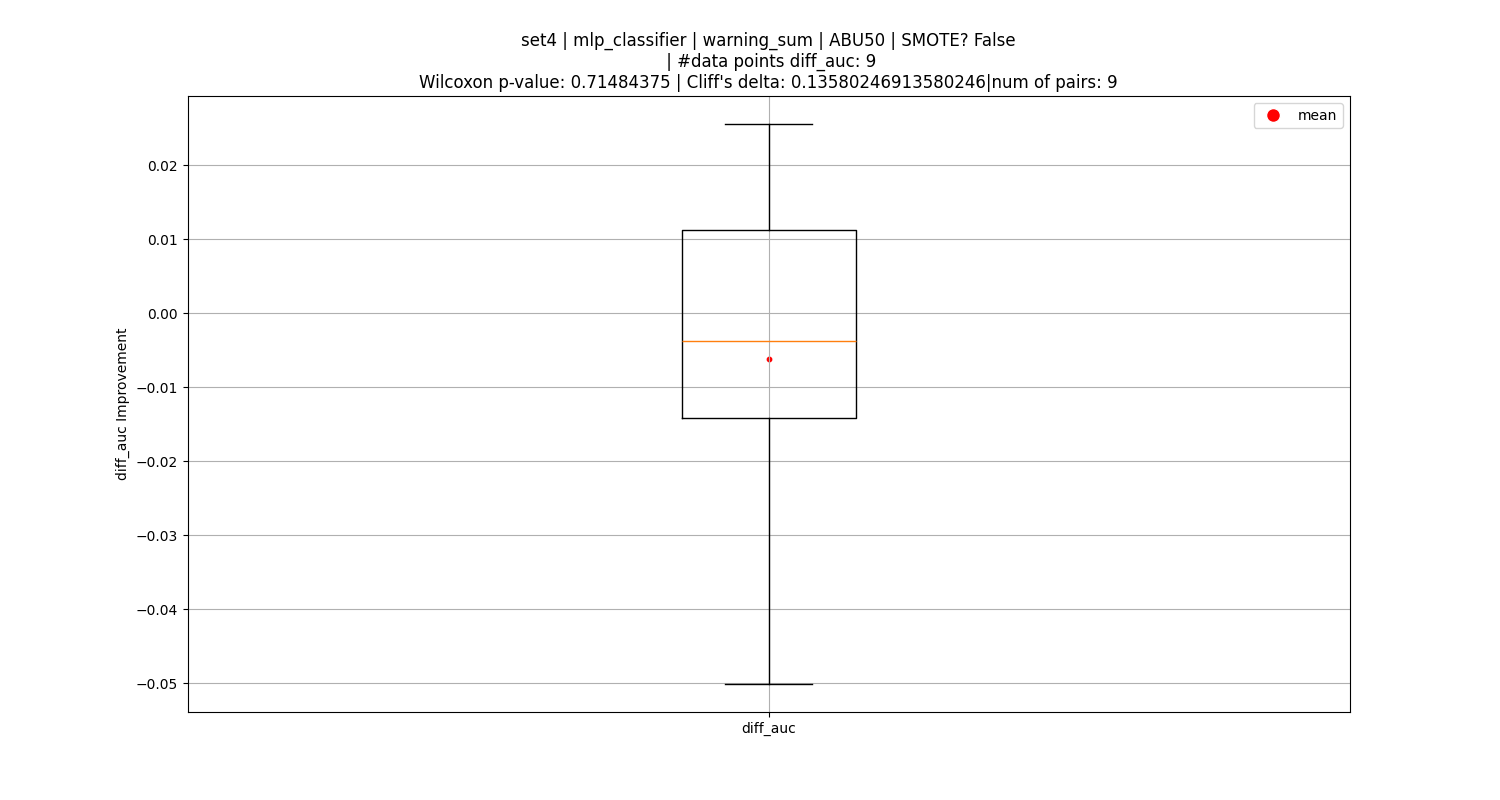 set4 | mlp_classifier | warning_sum | ABU50 | SMOTE? False
| #data points diff_auc: 9
Wilcoxon p-value: 0.71484375 | Cliff's delta: 0.13580246913580246|num of pairs: 9
mean
0.02
0.01
0.00
−0.01
−0.02
−0.03
−0.04
−0.05
diff_auc Improvement
diff_auc